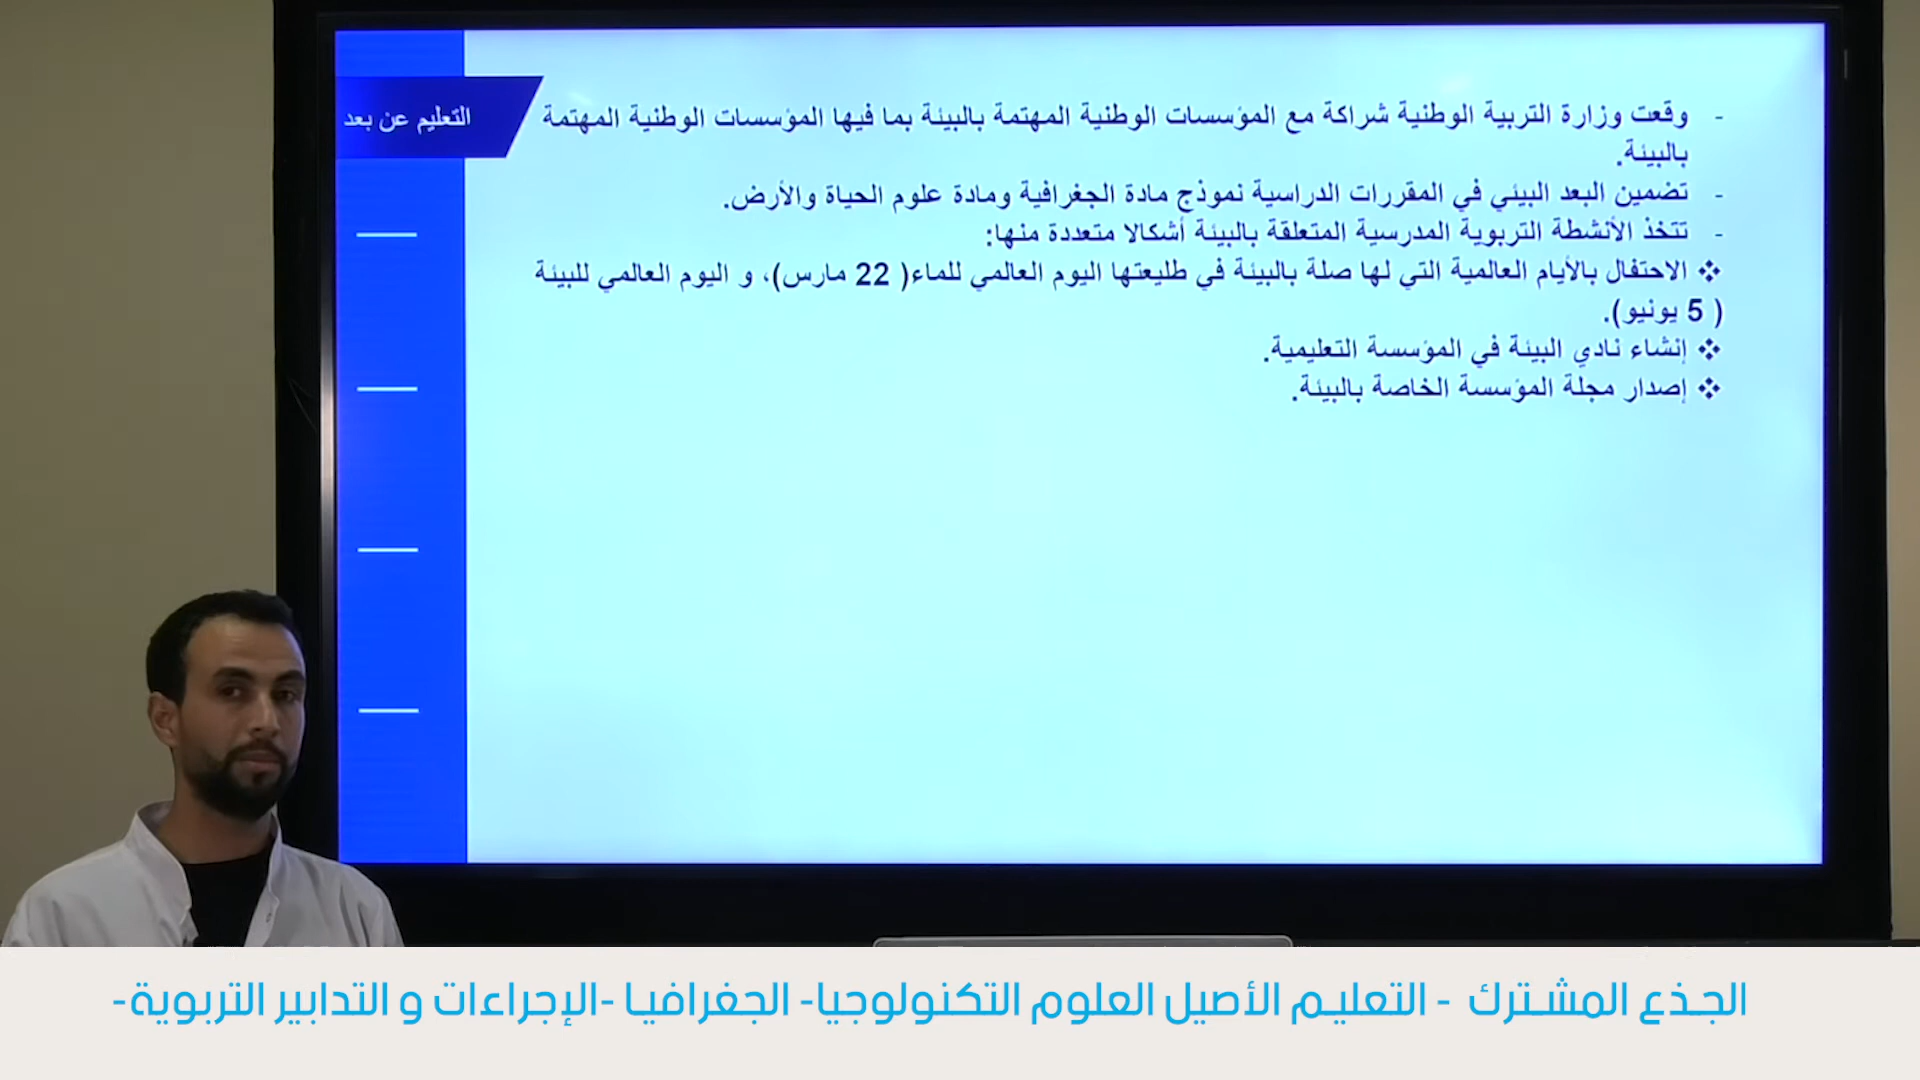 التعليم عن بعد
- وقعت وزارة التربية الوطنية شراكة مع المؤسسات الوطنية المهتمة بالبيئة بما فيها المؤسسات الوطنية المهتمة
بالبيئة.
- تضمين البعد البيئي في المقررات الدراسية نموذج مادة الجغرافية ومادة علوم الحياة والأرض.
- تتخذ الأنشطة التربوية المدرسية المتعلقة بالبيئة أشكالا متعددة منها:
❖ الاحتفال بالأيام العالمية التي لها صلة بالبيئة في طليعتها اليوم العالمي للماء( 22 مارس)، و اليوم العالمي للبيئة
( 5 يونيو).
❖ إنشاء نادي البيئة في المؤسسة التعليمية.
❖ إصدار مجلة المؤسسة الخاصة بالبيئة.
الجذع المشترك - التعليم الأصيل العلوم التكنولوجيا- الجغرافيا -الإجراءات و التدابير التربوية-